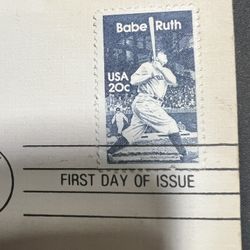 Babe Ruth
USA
20c
FIRST DAY OF ISSUE